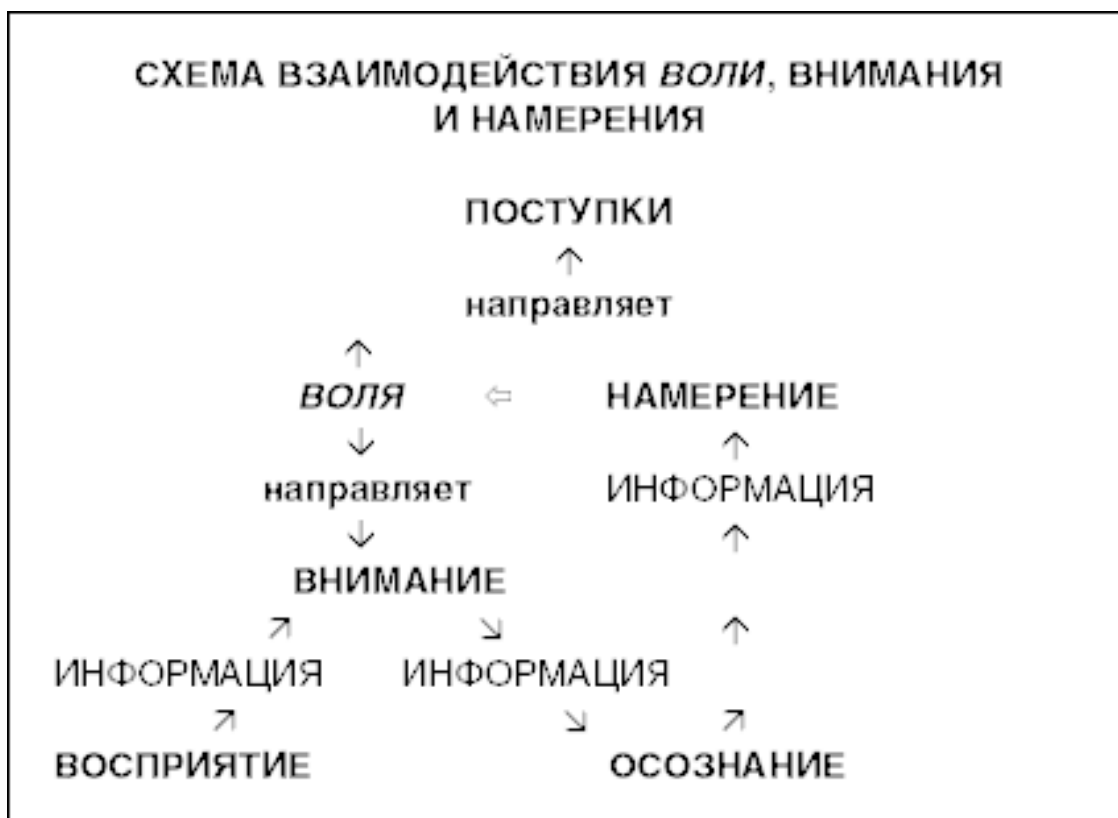 СХЕМА ВЗАИМОДЕЙСТВИЯ ВОЛИ, ВНИМАНИЯ
И НАМЕРЕНИЯ
ПОСТУПКИ
↑
направляет
↑
ВОЛЯ ⇦ НАМЕРЕНИЕ
↓ ↑
направляет ИНФОРМАЦИЯ
↓ ↑
ВНИМАНИЕ
↗ ↘ ↑
ИНФОРМАЦИЯ ИНФОРМАЦИЯ
↗ ↘ ↗
ВОСПРИЯТИЕ ОСОЗНАНИЕ